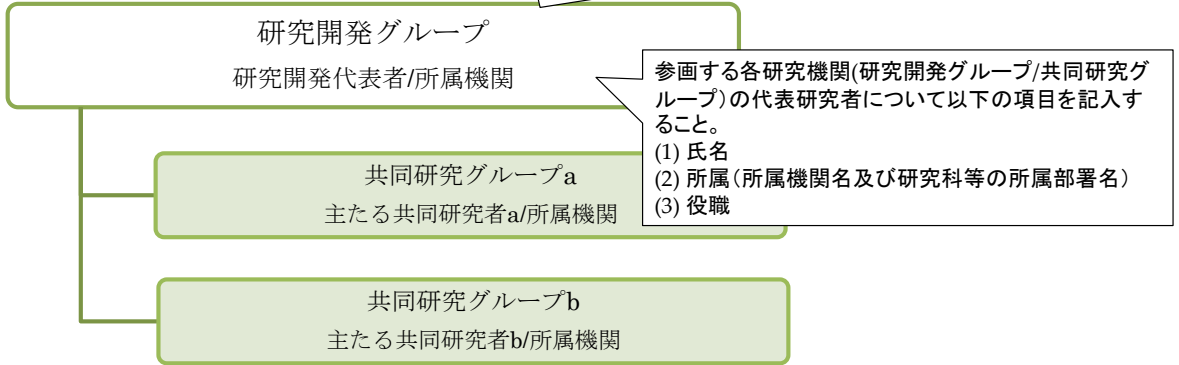 研究開発グループ
研究開発代表者/所属機関
参画する各研究機関(研究開発グループ/共同研究グ
ループ)の代表研究者について以下の項目を記入す
ること。
(1) 氏名
(2) 所属(所属機関名及び研究科等の所属部署名)
(3) 役職
共同研究グループa
主たる共同研究者a/所属機関
共同研究グループb
主たる共同研究者b/所属機関